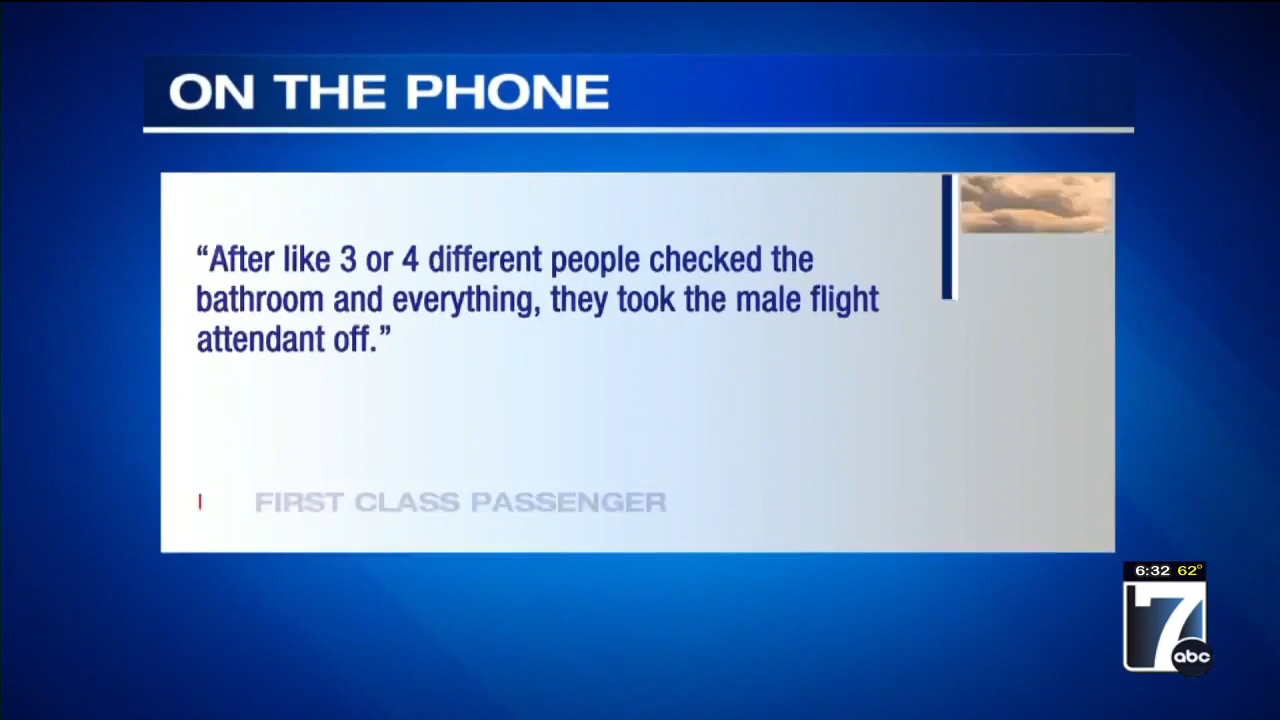 ON THE PHONE
“After like 3 or 4 different people checked the
bathroom and everything, they took the male flight
attendant off.”
FIRST CLASS PASSENGER
6:32 62°
7
abc